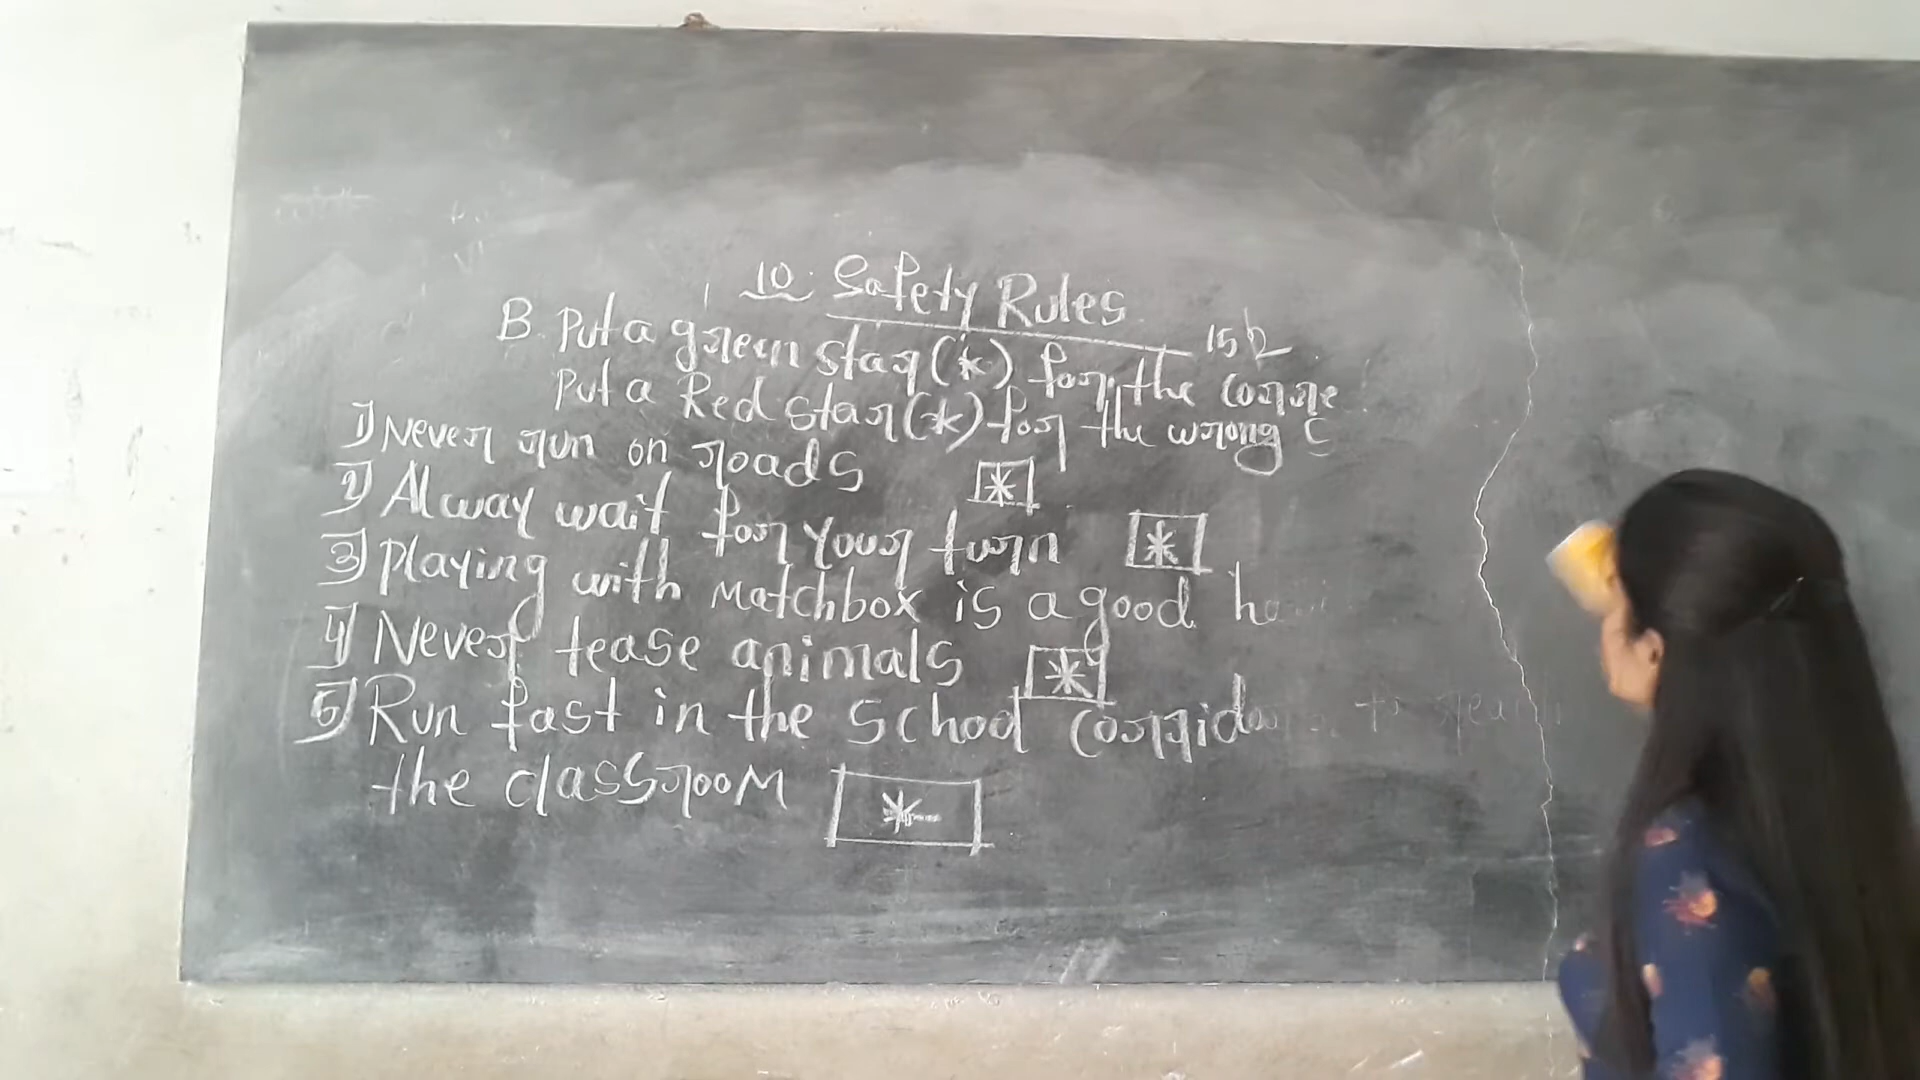 10. Safety Rules
B. Put a green star (*) for the corre
Put a Red star (*) for the wrong c
1) Never run on roads *
2) Alway wait for your turn *
3) Playing with Matchbox is a good
4) Never tease animals *
5) Run fast in the School corrido
the classroom *